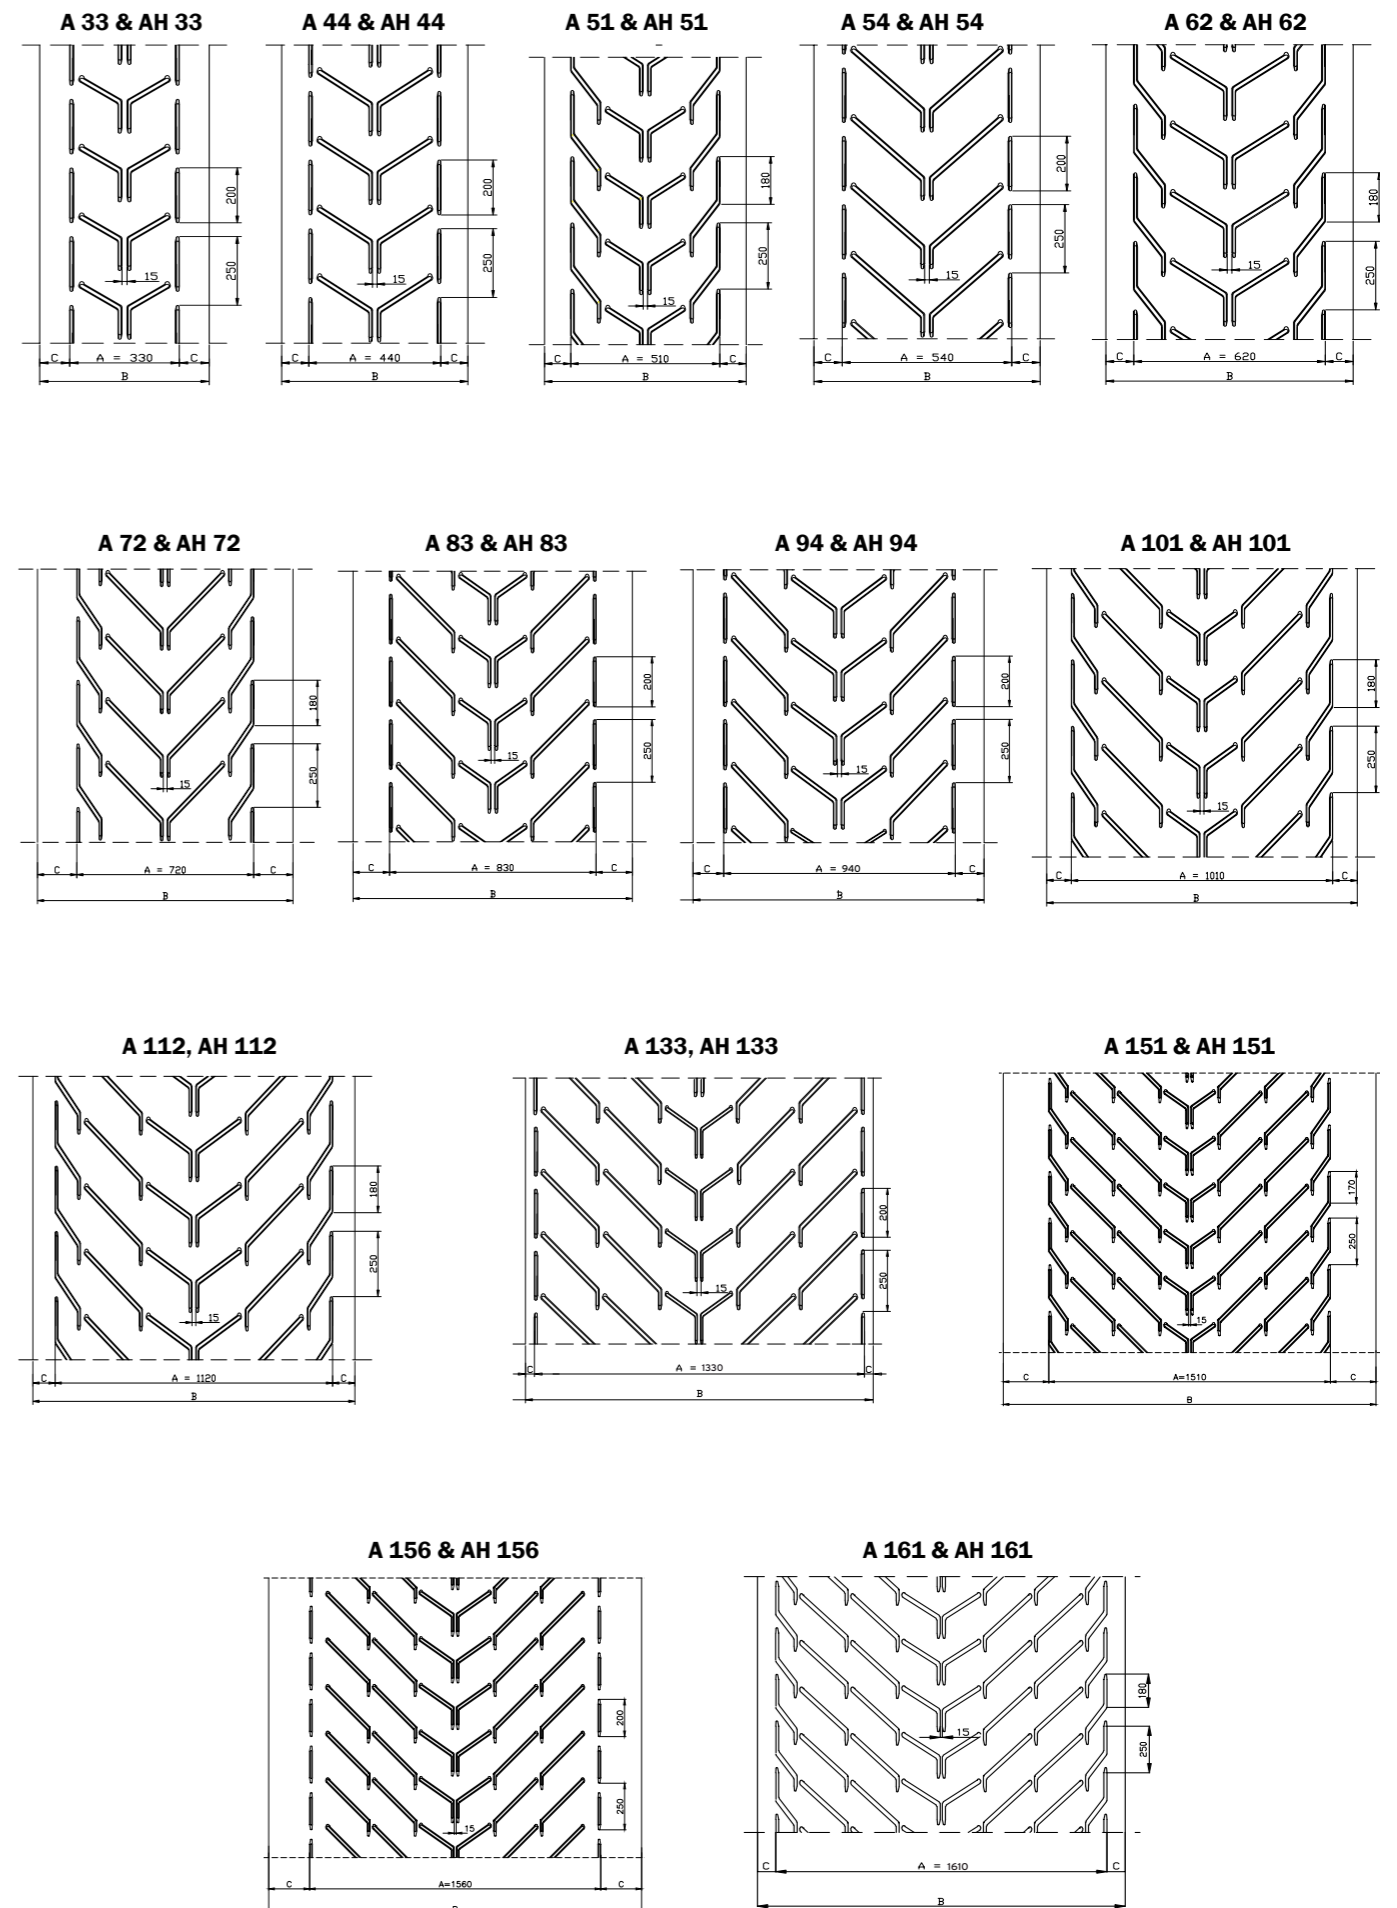 A 33 & AH 33
200
250
15
C
A = 330
C
B
A 44 & AH 44
200
250
15
C
A = 440
C
B
A 51 & AH 51
180
250
15
C
A = 510
C
B
A 54 & AH 54
200
250
15
C
A = 540
C
B
A 62 & AH 62
180
250
15
C
A = 620
C
B
A 72 & AH 72
180
250
15
C
A = 720
C
B
A 83 & AH 83
200
250
15
C
A = 830
C
B
A 94 & AH 94
200
250
15
C
A = 940
C
B
A 101 & AH 101
180
250
15
C
A = 1010
C
B
A 112, AH 112
180
250
15
C
A = 1120
C
B
A 133, AH 133
200
250
15
C
A = 1330
C
B
A 151 & AH 151
170
250
15
C
A=1510
C
B
A 156 & AH 156
200
250
15
C
A=1560
C
A 161 & AH 161
180
15
250
C
A = 1610
C
B